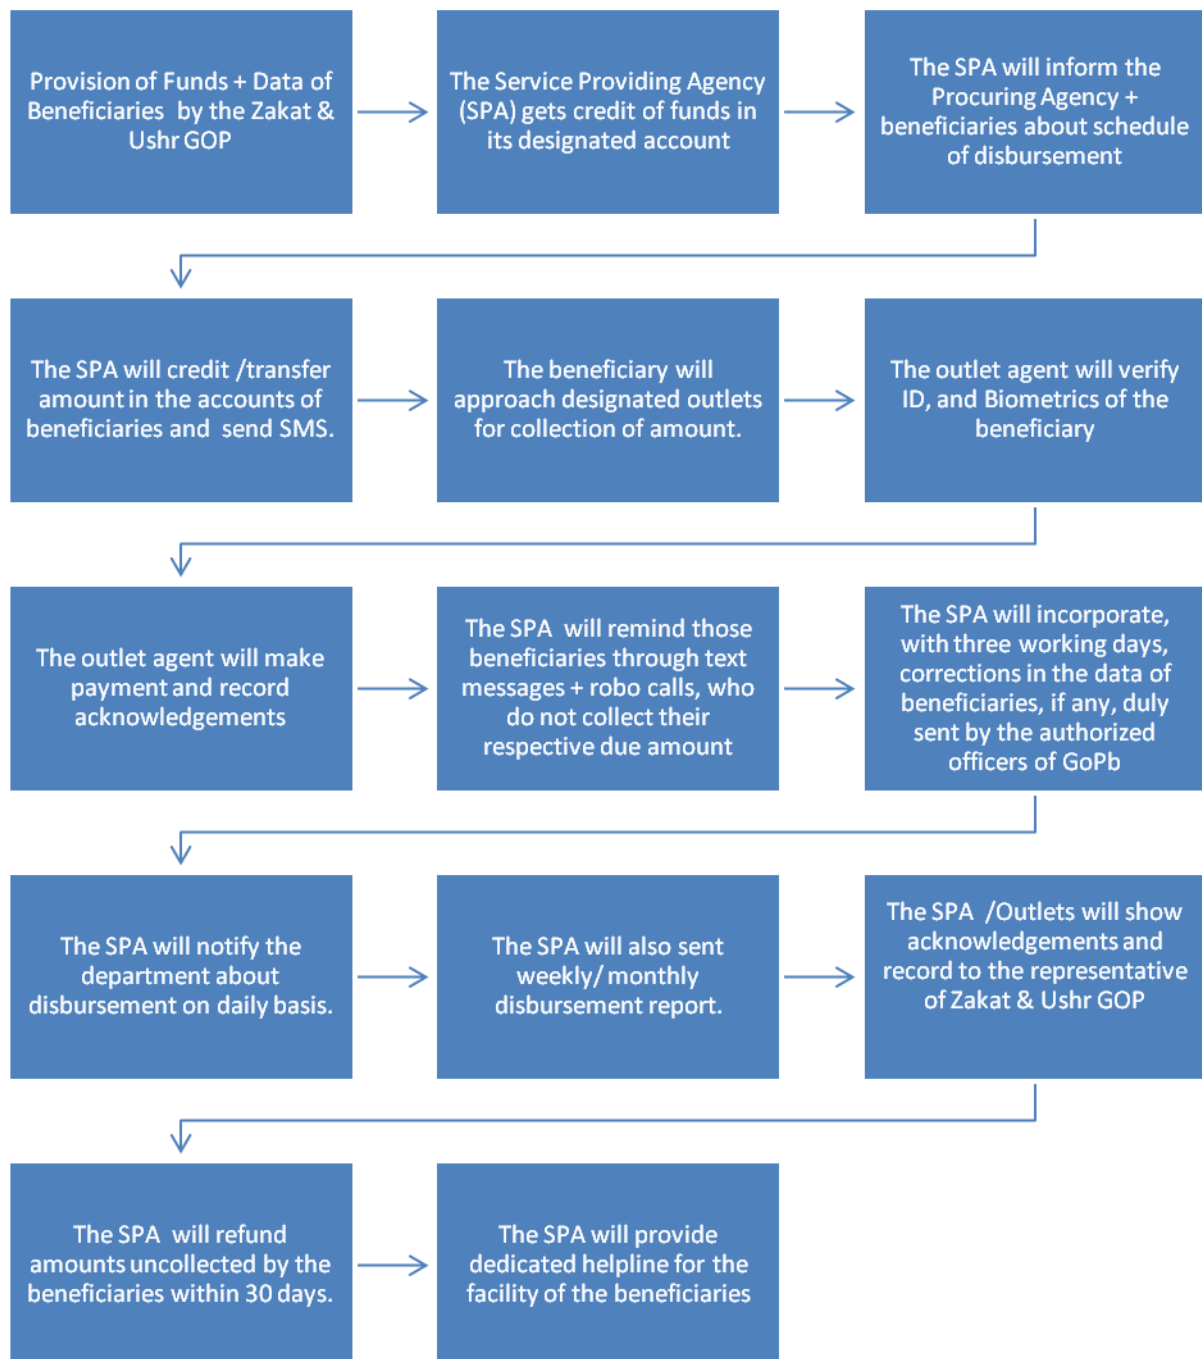 Provision of Funds + Data of
Beneficiaries by the Zakat &
Ushr GOP
The Service Providing Agency
(SPA) gets credit of funds in
its designated account
The SPA will inform the
Procuring Agency +
beneficiaries about schedule
of disbursement
The SPA will credit /transfer
amount in the accounts of
beneficiaries and send SMS.
The beneficiary will
approach designated outlets
for collection of amount.
The outlet agent will verify
ID, and Biometrics of the
beneficiary
The outlet agent will make
payment and record
acknowledgements
The SPA will remind those
beneficiaries through text
messages + robo calls, who
do not collect their
respective due amount
The SPA will incorporate,
with three working days,
corrections in the data of
beneficiaries, if any, duly
sent by the authorized
officers of GoPb
The SPA will notify the
department about
disbursement on daily basis.
The SPA will also sent
weekly/ monthly
disbursement report.
The SPA /Outlets will show
acknowledgements and
record to the representative
of Zakat & Ushr GOP
The SPA will refund
amounts uncollected by the
beneficiaries within 30 days.
The SPA will provide
dedicated helpline for the
facility of the beneficiaries